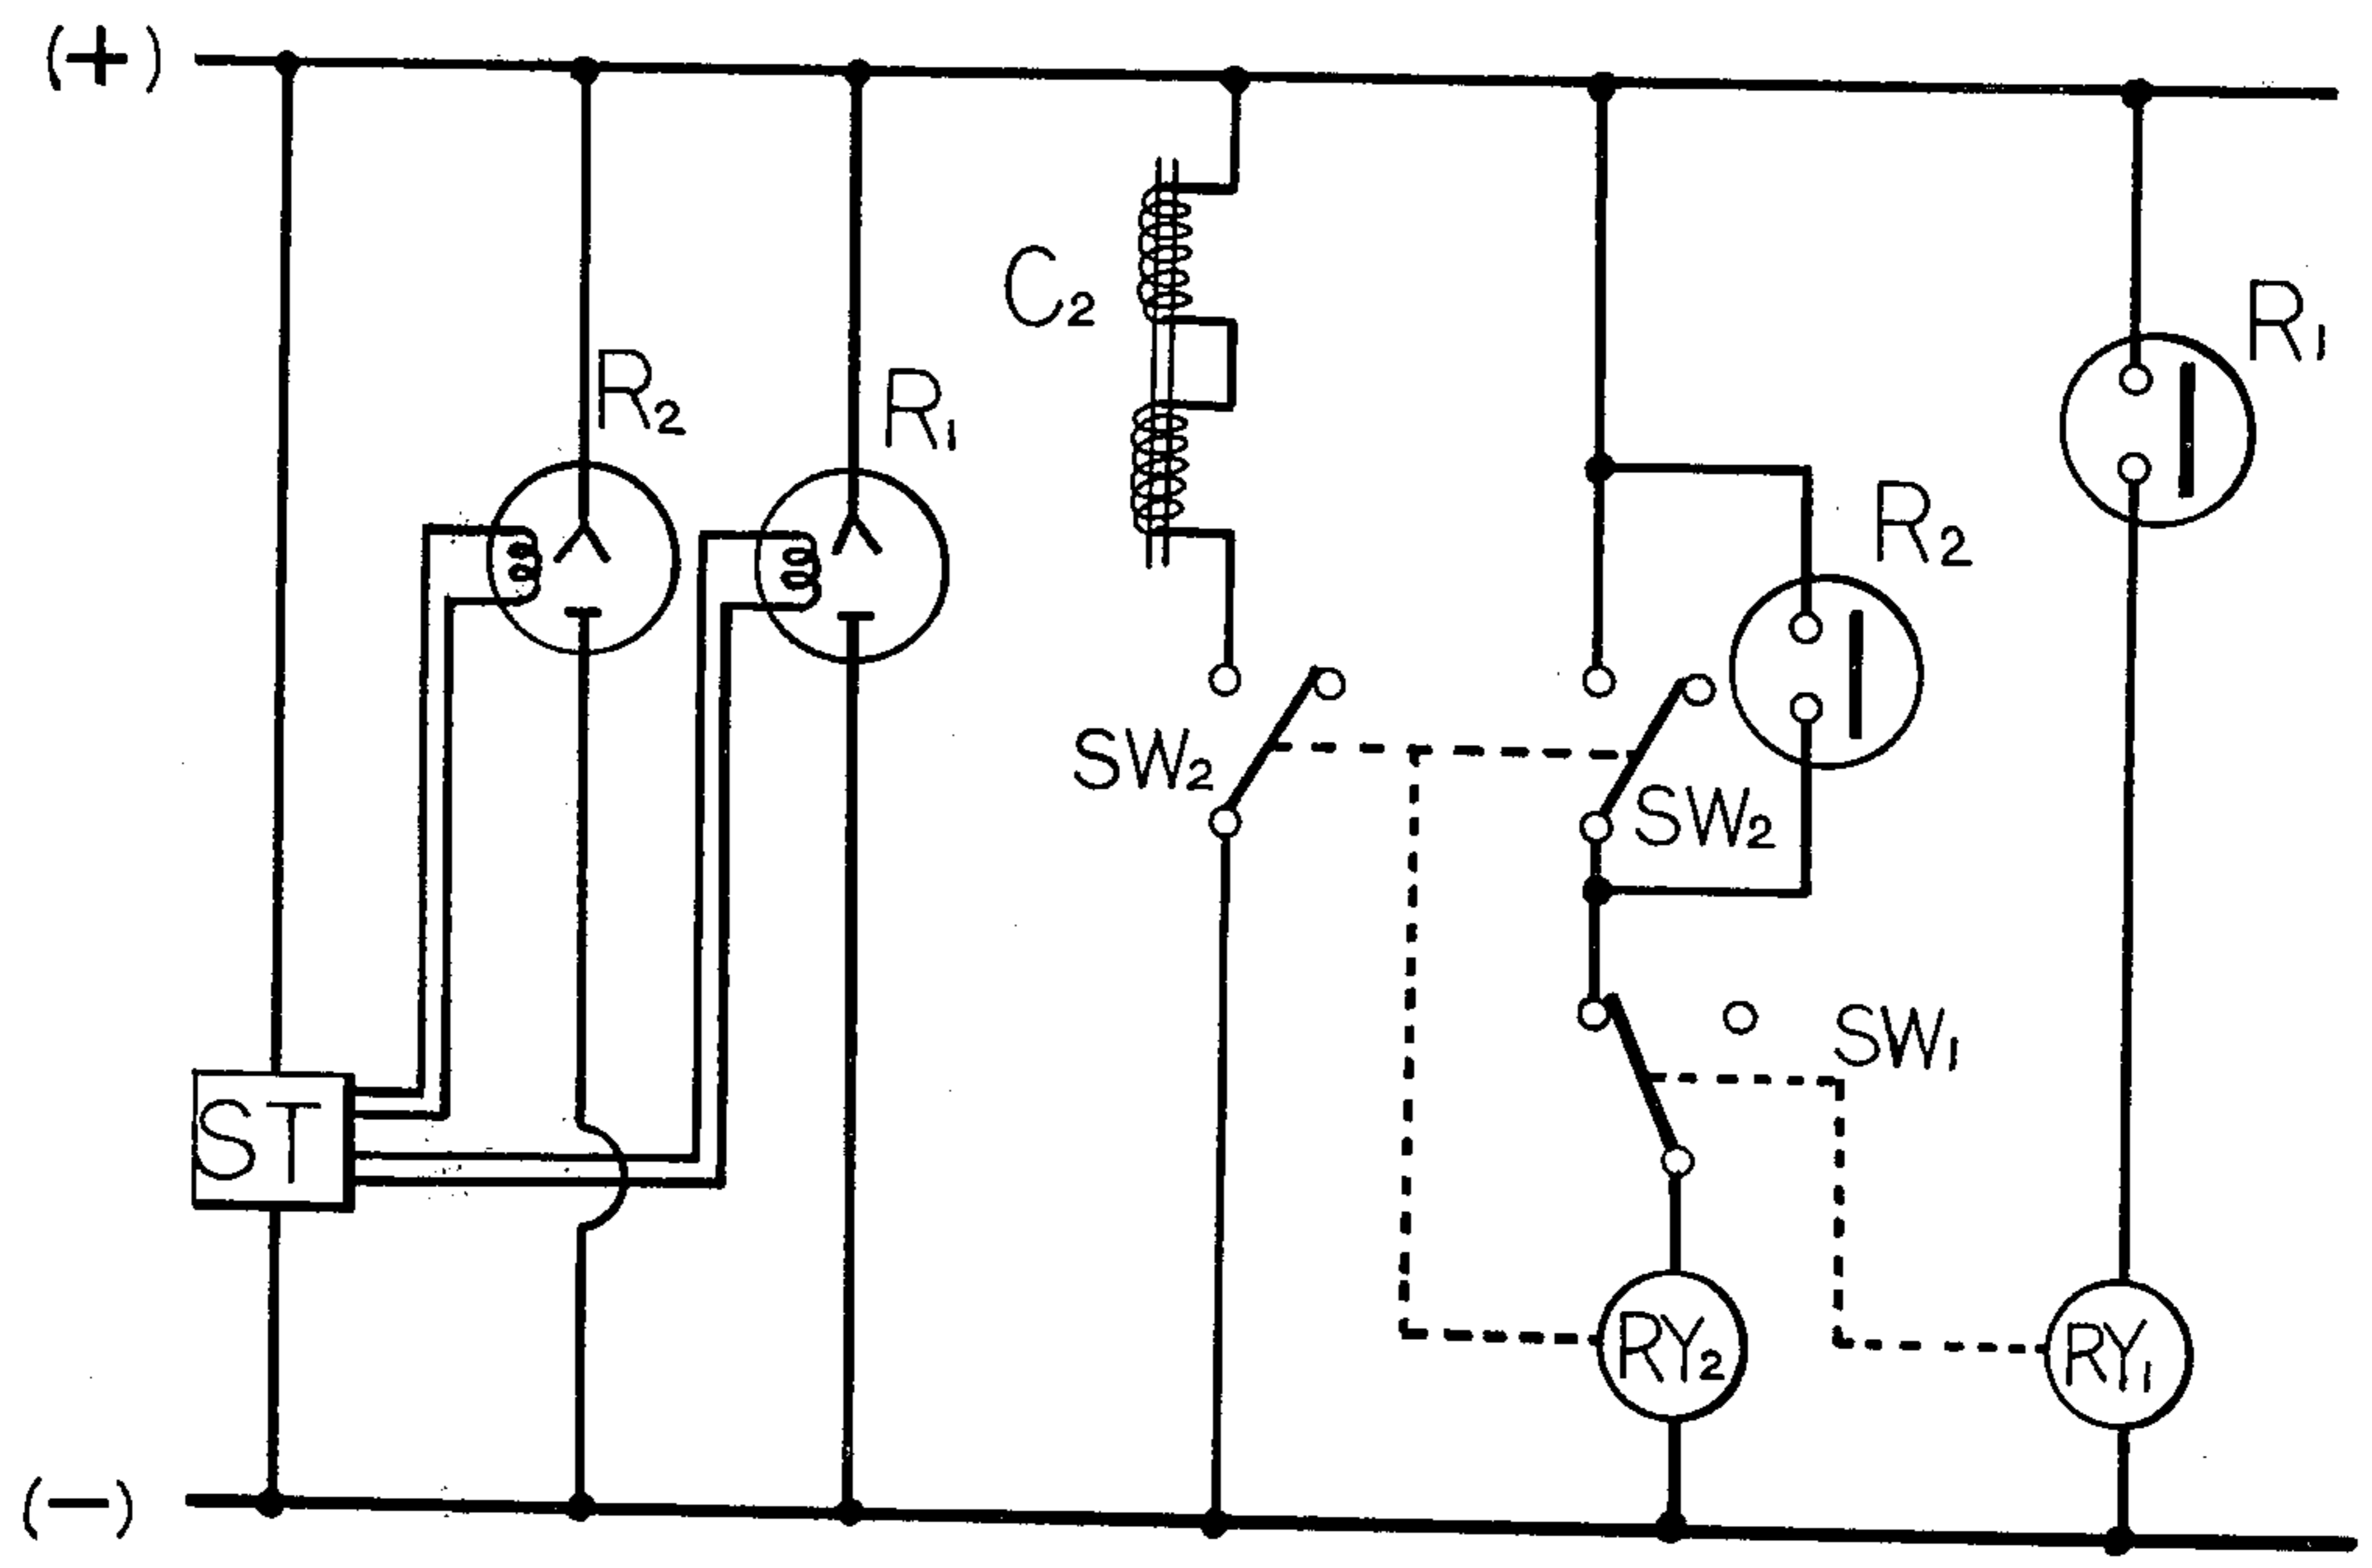 (+)
R₁
C₂
R₂
R₁
R₂
SW₂
SW₂
SW₁
ST
RY₂
RY₁
(−)